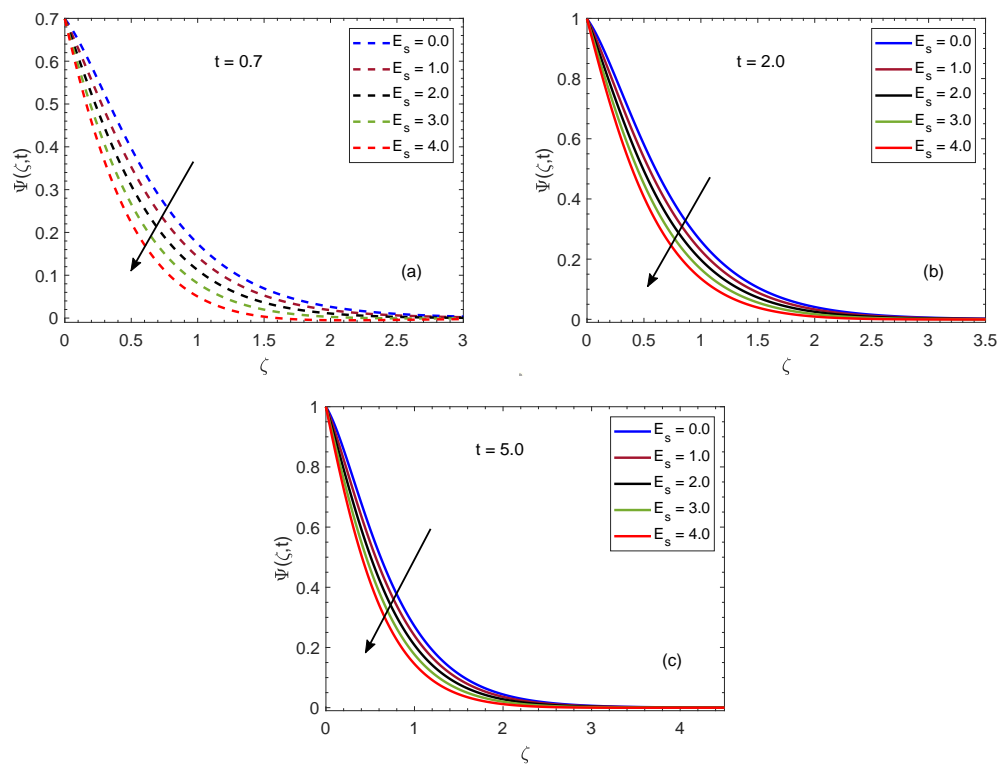 0.7
0.6
0.5
0.4
0.3
0.2
0.1
0
Ψ(ζ,t)
t = 0.7
E_s = 0.0
E_s = 1.0
E_s = 2.0
E_s = 3.0
E_s = 4.0
(a)
0 0.5 1 1.5 2 2.5 3
ζ
1
0.8
0.6
0.4
0.2
0
Ψ(ζ,t)
t = 2.0
E_s = 0.0
E_s = 1.0
E_s = 2.0
E_s = 3.0
E_s = 4.0
(b)
0 0.5 1 1.5 2 2.5 3 3.5
ζ
1
0.8
0.6
0.4
0.2
0
Ψ(ζ,t)
t = 5.0
E_s = 0.0
E_s = 1.0
E_s = 2.0
E_s = 3.0
E_s = 4.0
(c)
0 1 2 3 4
ζ